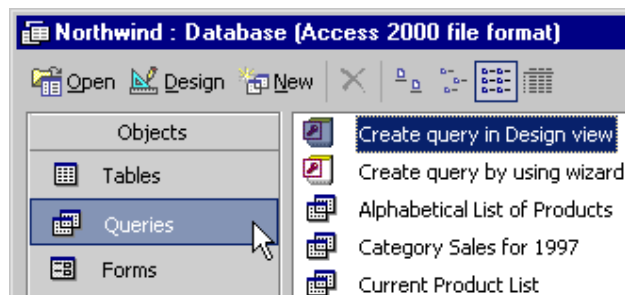 Northwind : Database (Access 2000 file format)
Open Design New
Objects
Tables
Queries
Forms
Create query in Design view
Create query by using wizard
Alphabetical List of Products
Category Sales for 1997
Current Product List